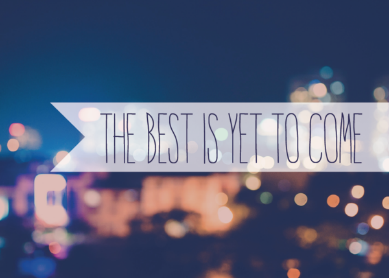 THE BEST IS YET TO COME